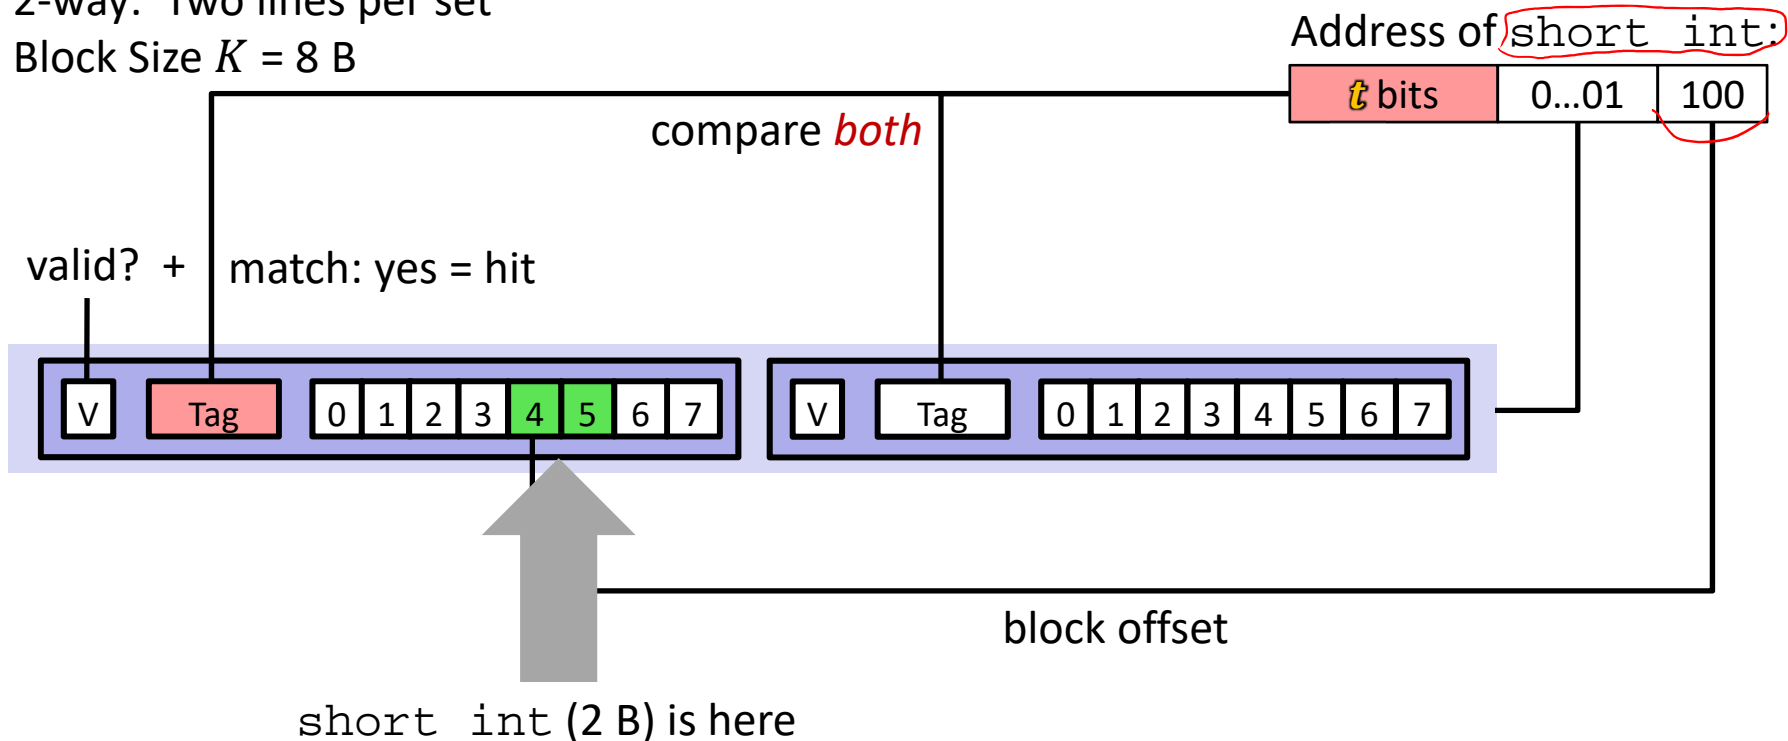 2-way: Two lines per set
Block Size K = 8 B
Address of short int:
t bits 0...01 100
compare both
valid? + match: yes = hit
V Tag 0 1 2 3 4 5 6 7 V Tag 0 1 2 3 4 5 6 7
block offset
short int (2 B) is here